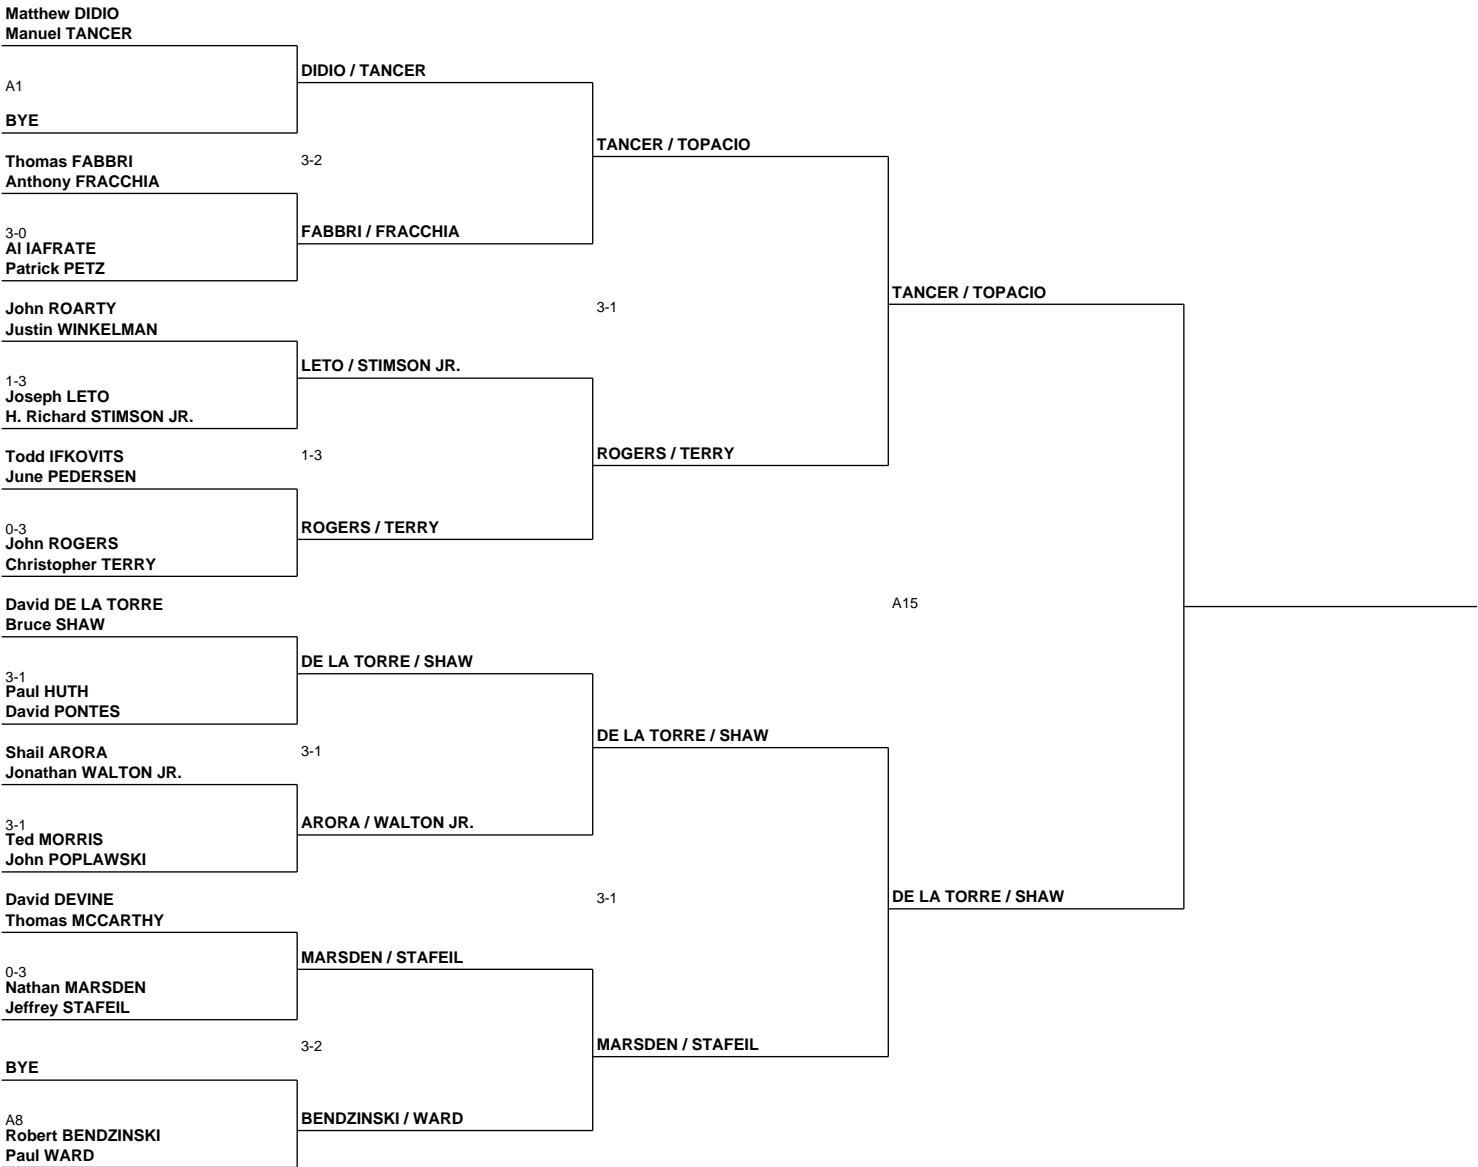 Matthew DIDIO
Manuel TANCER
A1
BYE
Thomas FABBRI
Anthony FRACCHIA
3-0
Al IAFRATE
Patrick PETZ
John ROARTY
Justin WINKELMAN
1-3
Joseph LETO
H. Richard STIMSON JR.
Todd IFKOVITS
June PEDERSEN
0-3
John ROGERS
Christopher TERRY
David DE LA TORRE
Bruce SHAW
3-1
Paul HUTH
David PONTES
Shail ARORA
Jonathan WALTON JR.
3-1
Ted MORRIS
John POPLAWSKI
David DEVINE
Thomas MCCARTHY
0-3
Nathan MARSDEN
Jeffrey STAFEIL
BYE
A8
Robert BENDZINSKI
Paul WARD
DIDIO / TANCER
3-2
FABBRI / FRACCHIA
LETO / STIMSON JR.
1-3
ROGERS / TERRY
DE LA TORRE / SHAW
3-1
ARORA / WALTON JR.
MARSDEN / STAFEIL
3-2
BENDZINSKI / WARD
TANCER / TOPACIO
3-1
ROGERS / TERRY
DE LA TORRE / SHAW
3-1
MARSDEN / STAFEIL
TANCER / TOPACIO
A15
DE LA TORRE / SHAW